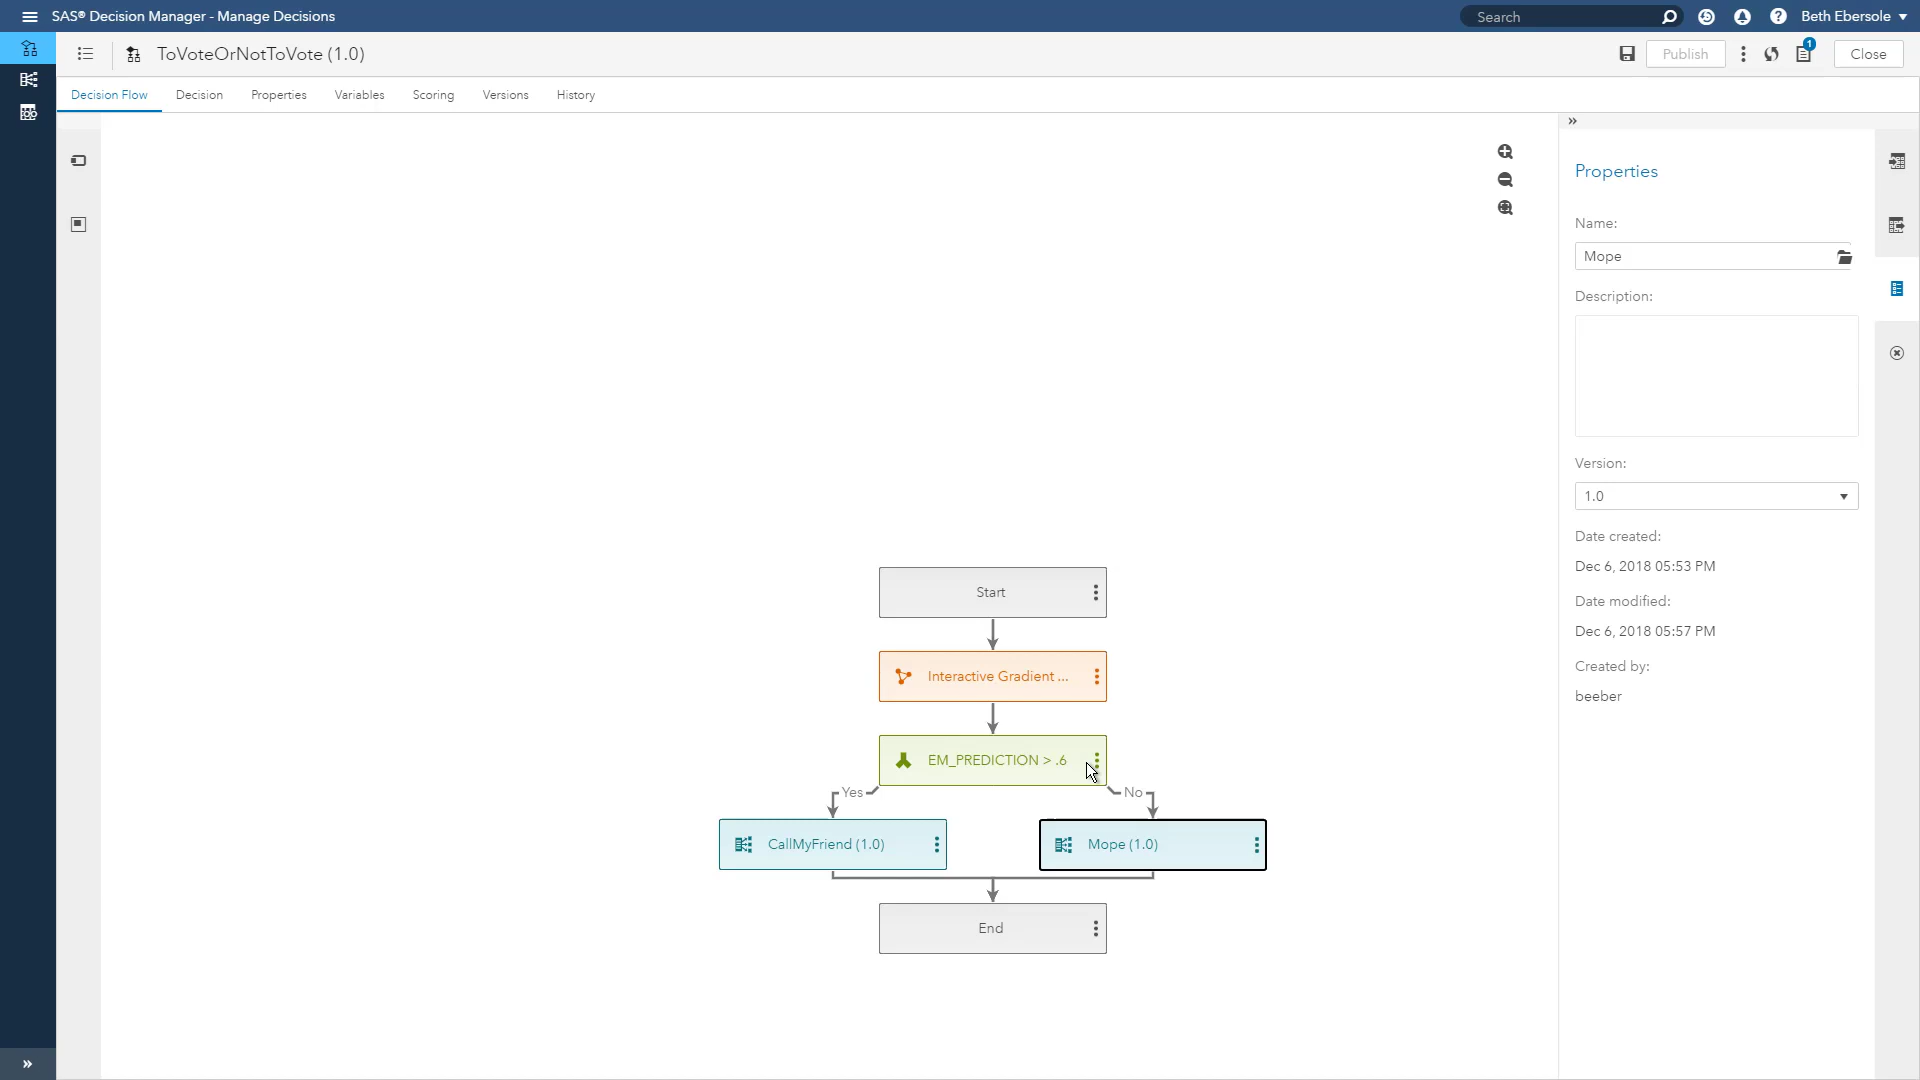 SAS® Decision Manager - Manage Decisions
Search
Beth Ebersole
ToVoteOrNotToVote (1.0)
Publish
1
Close
Decision Flow
Decision
Properties
Variables
Scoring
Versions
History
Properties
Name:
Mope
Description:
Version:
1.0
Date created:
Dec 6, 2018 05:53 PM
Date modified:
Dec 6, 2018 05:57 PM
Created by:
beeber
Start
Interactive Gradient ...
EM_PREDICTION > .6
Yes
No
CallMyFriend (1.0)
Mope (1.0)
End